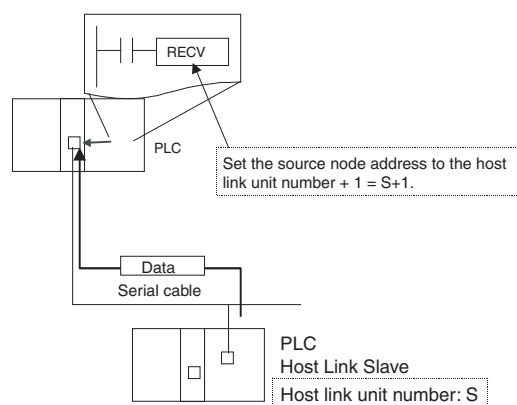 RECV
PLC
Set the source node address to the host
link unit number + 1 = S+1.
Data
Serial cable
PLC
Host Link Slave
Host link unit number: S